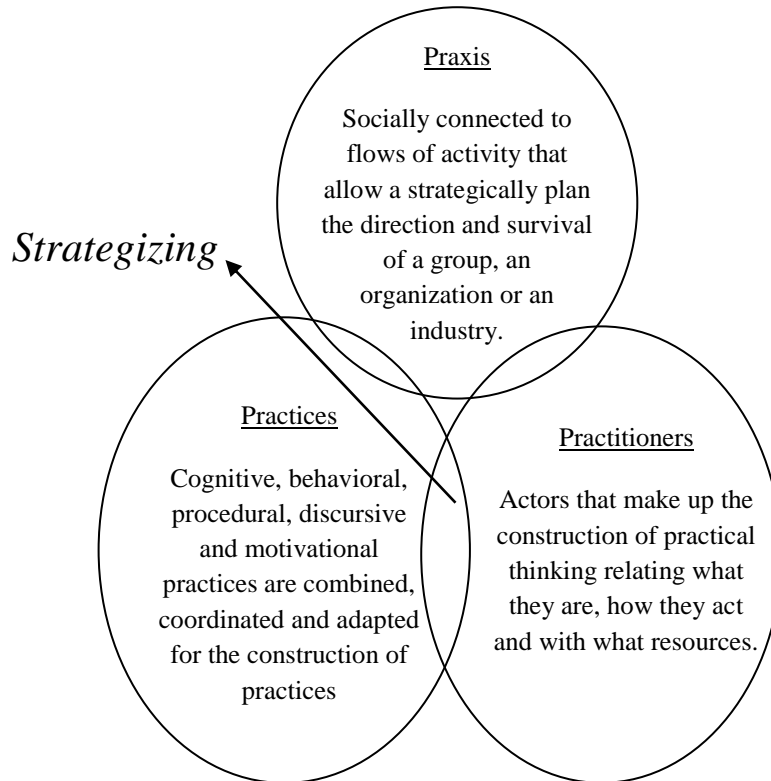 Praxis
Socially connected to
flows of activity that
allow a strategically plan
the direction and survival
of a group, an
organization or an
industry.
Strategizing
Practices
Cognitive, behavioral,
procedural, discursive
and motivational
practices are combined,
coordinated and adapted
for the construction of
practices
Practitioners
Actors that make up the
construction of practical
thinking relating what
they are, how they act
and with what resources.